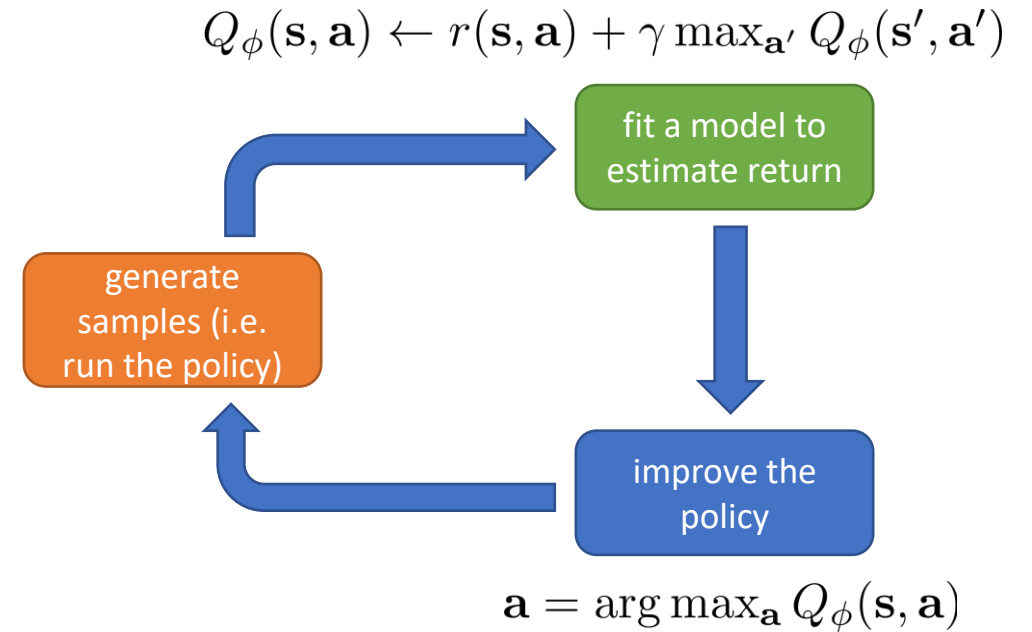 Q_ϕ(s, a) ← r(s, a) + γ max_a′ Q_ϕ(s′, a′)
fit a model to
estimate return
generate
samples (i.e.
run the policy)
improve the
policy
a = arg max_a Q_ϕ(s, a)